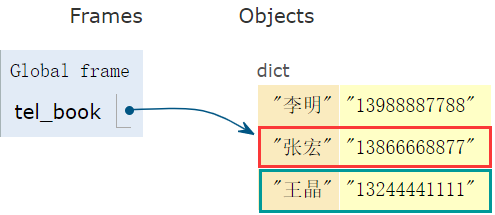 Frames Objects
Global frame
tel_book
dict
"李明" "13988887788"
"张宏" "13866668877"
"王晶" "13244441111"